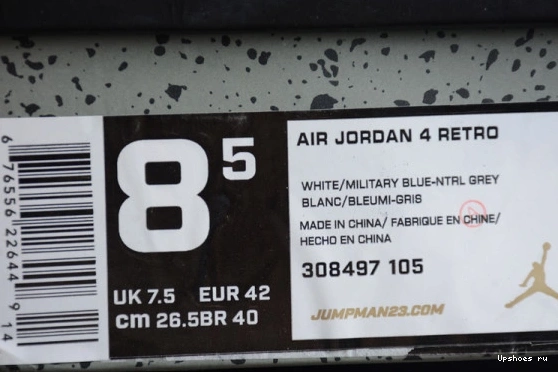 8 5
UK 7.5 EUR 42
cm 26.5BR 40
AIR JORDAN 4 RETRO
WHITE/MILITARY BLUE-NTRL GREY
BLANC/BLEUMI-GRIS
MADE IN CHINA/ FABRIQUE EN CHINE/
HECHO EN CHINA
308497 105
JUMPMAN23.COM
6 76556 22644 9 14
Upshoes ru